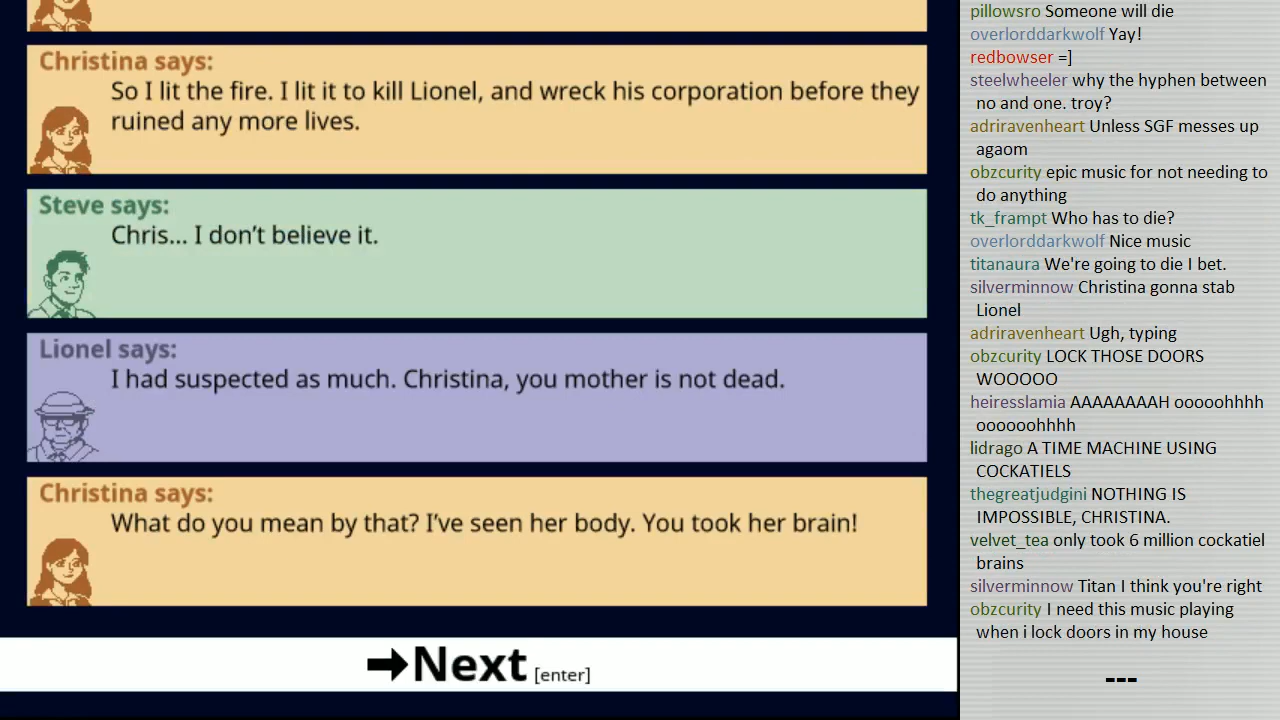 Christina says:
So I lit the fire. I lit it to kill Lionel, and wreck his corporation before they
ruined any more lives.
Steve says:
Chris... I don’t believe it.
Lionel says:
I had suspected as much. Christina, you mother is not dead.
Christina says:
What do you mean by that? I’ve seen her body. You took her brain!
➡Next [enter]
pillowsro Someone will die
overlorddarkwolf Yay!
redbowser =]
steelwheeler why the hyphen between
no and one. troy?
adriravenheart Unless SGF messes up
agaom
obzcurity epic music for not needing to
do anything
tk_frampt Who has to die?
overlorddarkwolf Nice music
titanaura We're going to die I bet.
silverminnow Christina gonna stab
Lionel
adriravenheart Ugh, typing
obzcurity LOCK THOSE DOORS
WOOOOO
heiresslamia AAAAAAAAH ooooohhhh
oooooohhhh
lidrago A TIME MACHINE USING
COCKATIELS
thegreatjudgini NOTHING IS
IMPOSSIBLE, CHRISTINA.
velvet_tea only took 6 million cockatiel
brains
silverminnow Titan I think you're right
obzcurity I need this music playing
when i lock doors in my house
---